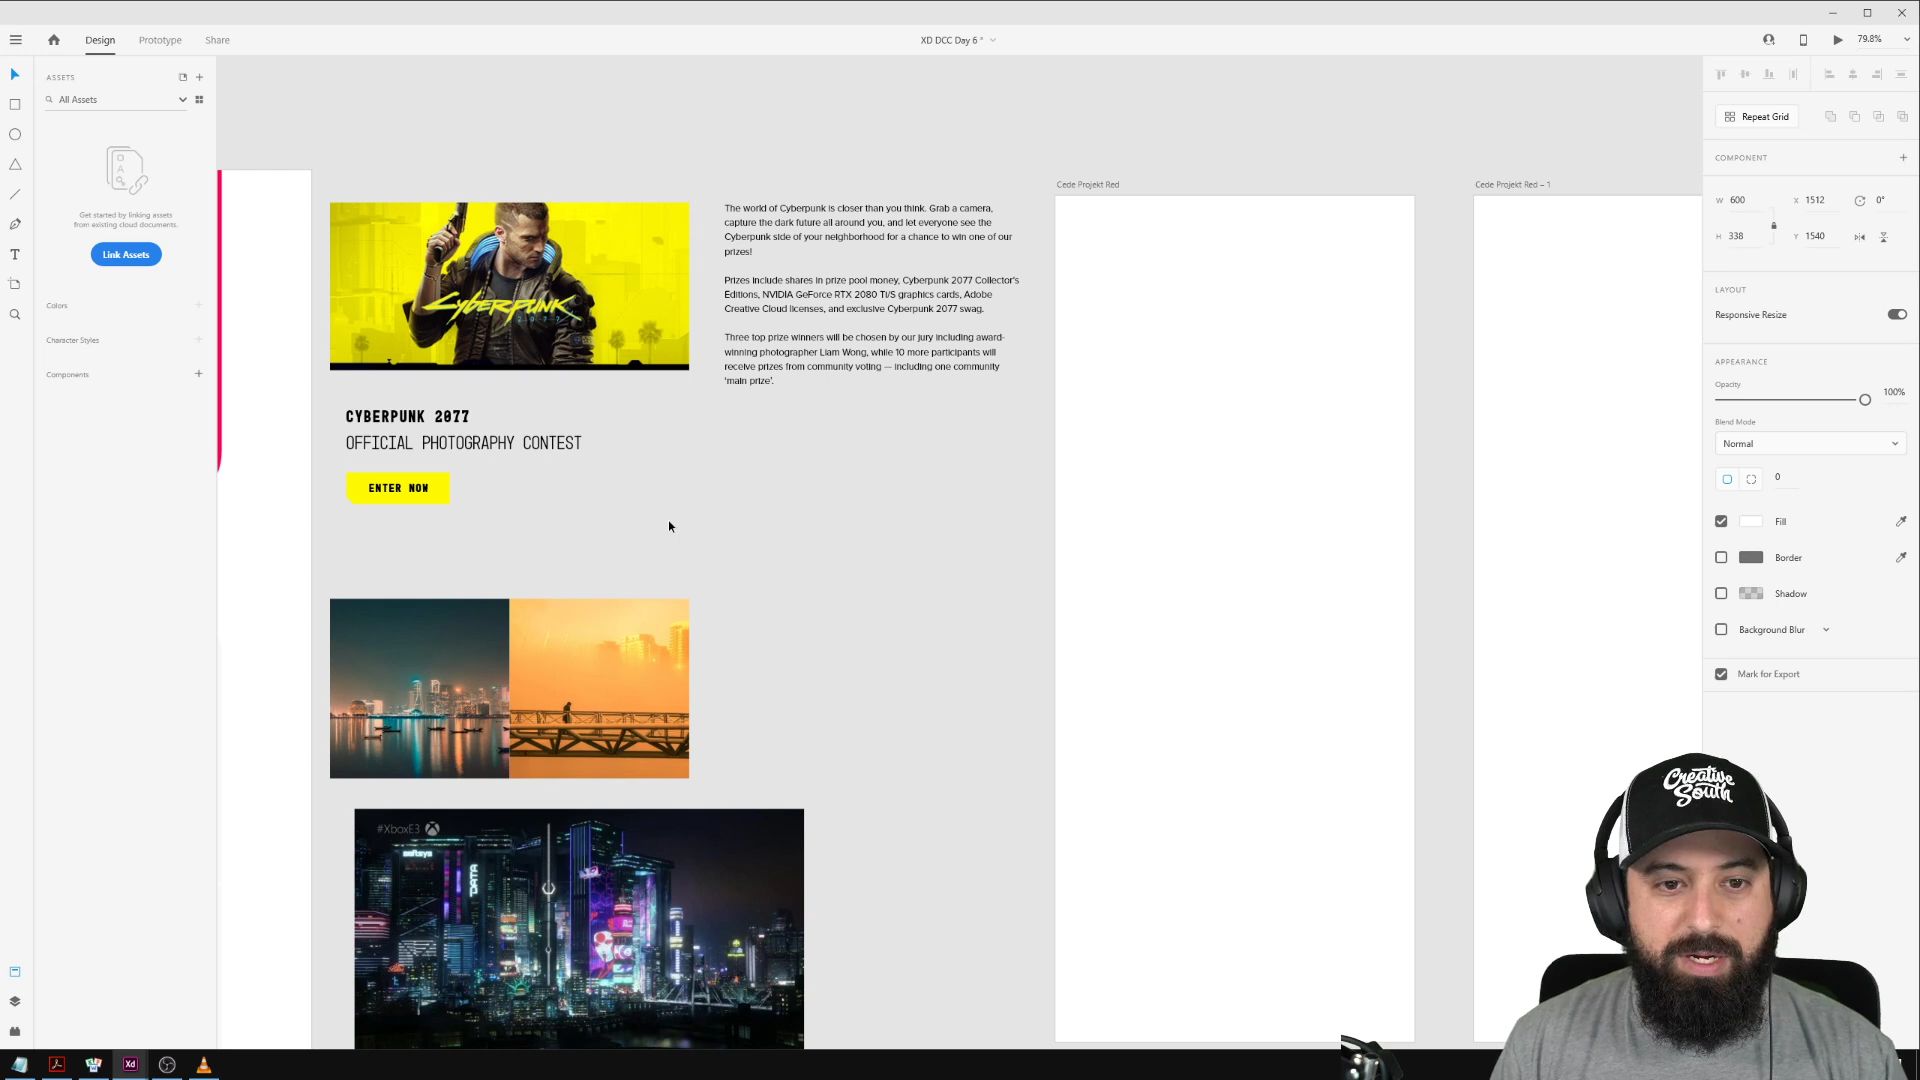 Design
Prototype
Share
XD DCC Day 6 *
79.8%
ASSETS
All Assets
Get started by linking assets
from existing cloud documents.
Link Assets
Colors
Character Styles
Components
CYBERPUNK
2077
CYBERPUNK 2077
OFFICIAL PHOTOGRAPHY CONTEST
ENTER NOW
The world of Cyberpunk is closer than you think. Grab a camera,
capture the dark future all around you, and let everyone see the
Cyberpunk side of your neighborhood for a chance to win one of our
prizes!
Prizes include shares in prize pool money, Cyberpunk 2077 Collector's
Editions, NVIDIA GeForce RTX 2080 Ti/S graphics cards, Adobe
Creative Cloud licenses, and exclusive Cyberpunk 2077 swag.
Three top prize winners will be chosen by our jury including award-
winning photographer Liam Wong, while 10 more participants will
receive prizes from community voting — including one community
‘main prize’.
#XboxE3
DATA
Cede Projekt Red
Cede Projekt Red – 1
Repeat Grid
COMPONENT
W 600
X 1512
0°
H 338
Y 1540
LAYOUT
Responsive Resize
APPEARANCE
Opacity
100%
Blend Mode
Normal
0
Fill
Border
Shadow
Background Blur
Mark for Export
Creative
South
Xd